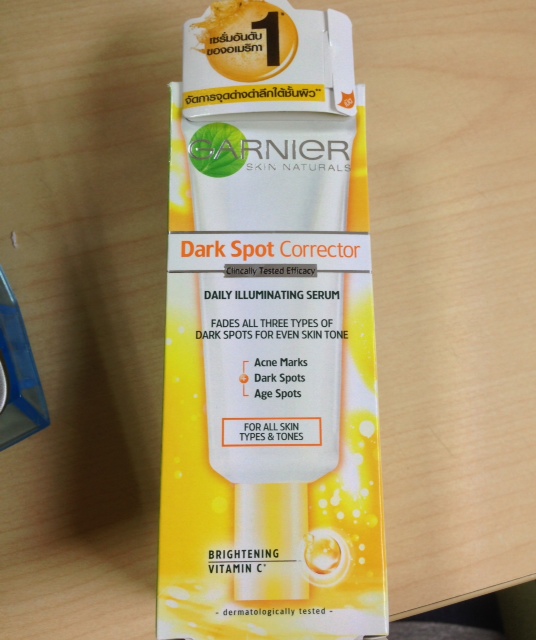 เซรั่มอันดับ 1*
ของอเมริกา
จัดการจุดด่างดำลึกใต้ชั้นผิว**
GARNIER
SKIN NATURALS
Dark Spot Corrector
Clinically Tested Efficacy
DAILY ILLUMINATING SERUM
FADES ALL THREE TYPES OF
DARK SPOTS FOR EVEN SKIN TONE
Acne Marks
Dark Spots
Age Spots
FOR ALL SKIN
TYPES & TONES
BRIGHTENING
VITAMIN C*
- dermatologically tested -